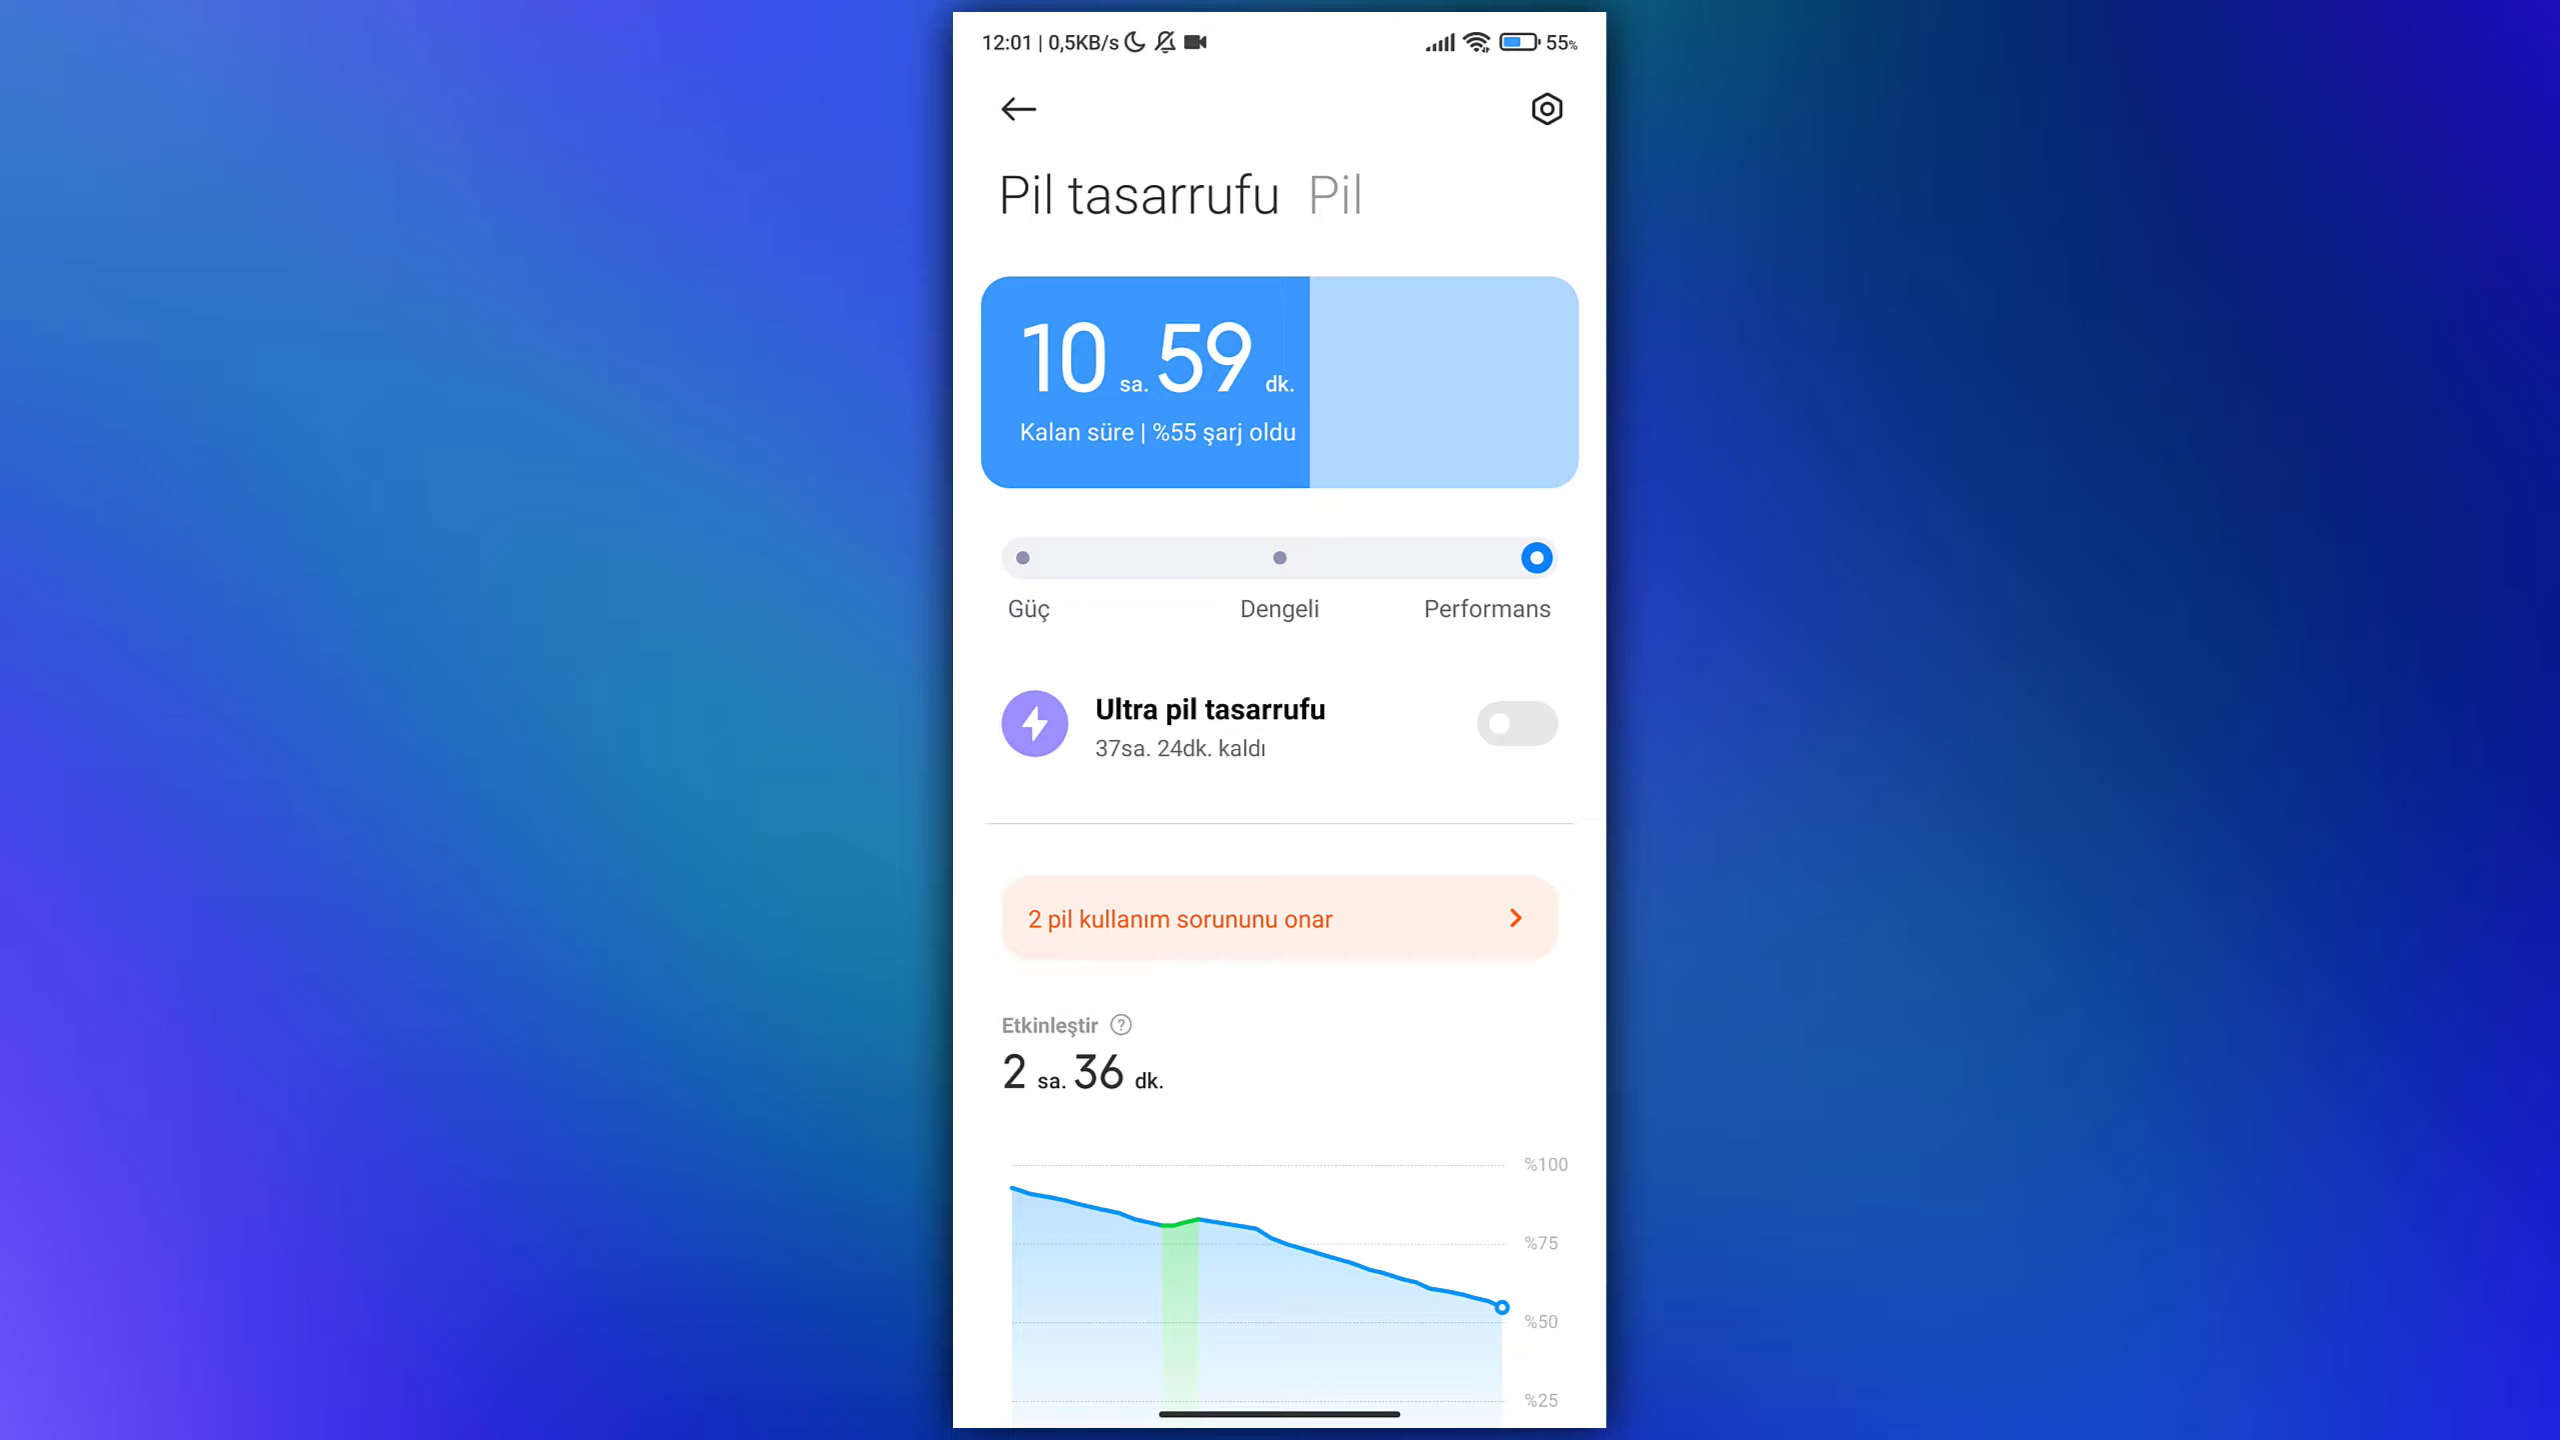 12:01 | 0,5KB/s 55%
Pil tasarrufu Pil
10 sa. 59 dk.
Kalan süre | %55 şarj oldu
Güç Dengeli Performans
Ultra pil tasarrufu
37sa. 24dk. kaldı
2 pil kullanım sorununu onar
Etkinleştir ?
2 sa. 36 dk.
%100
%75
%50
%25